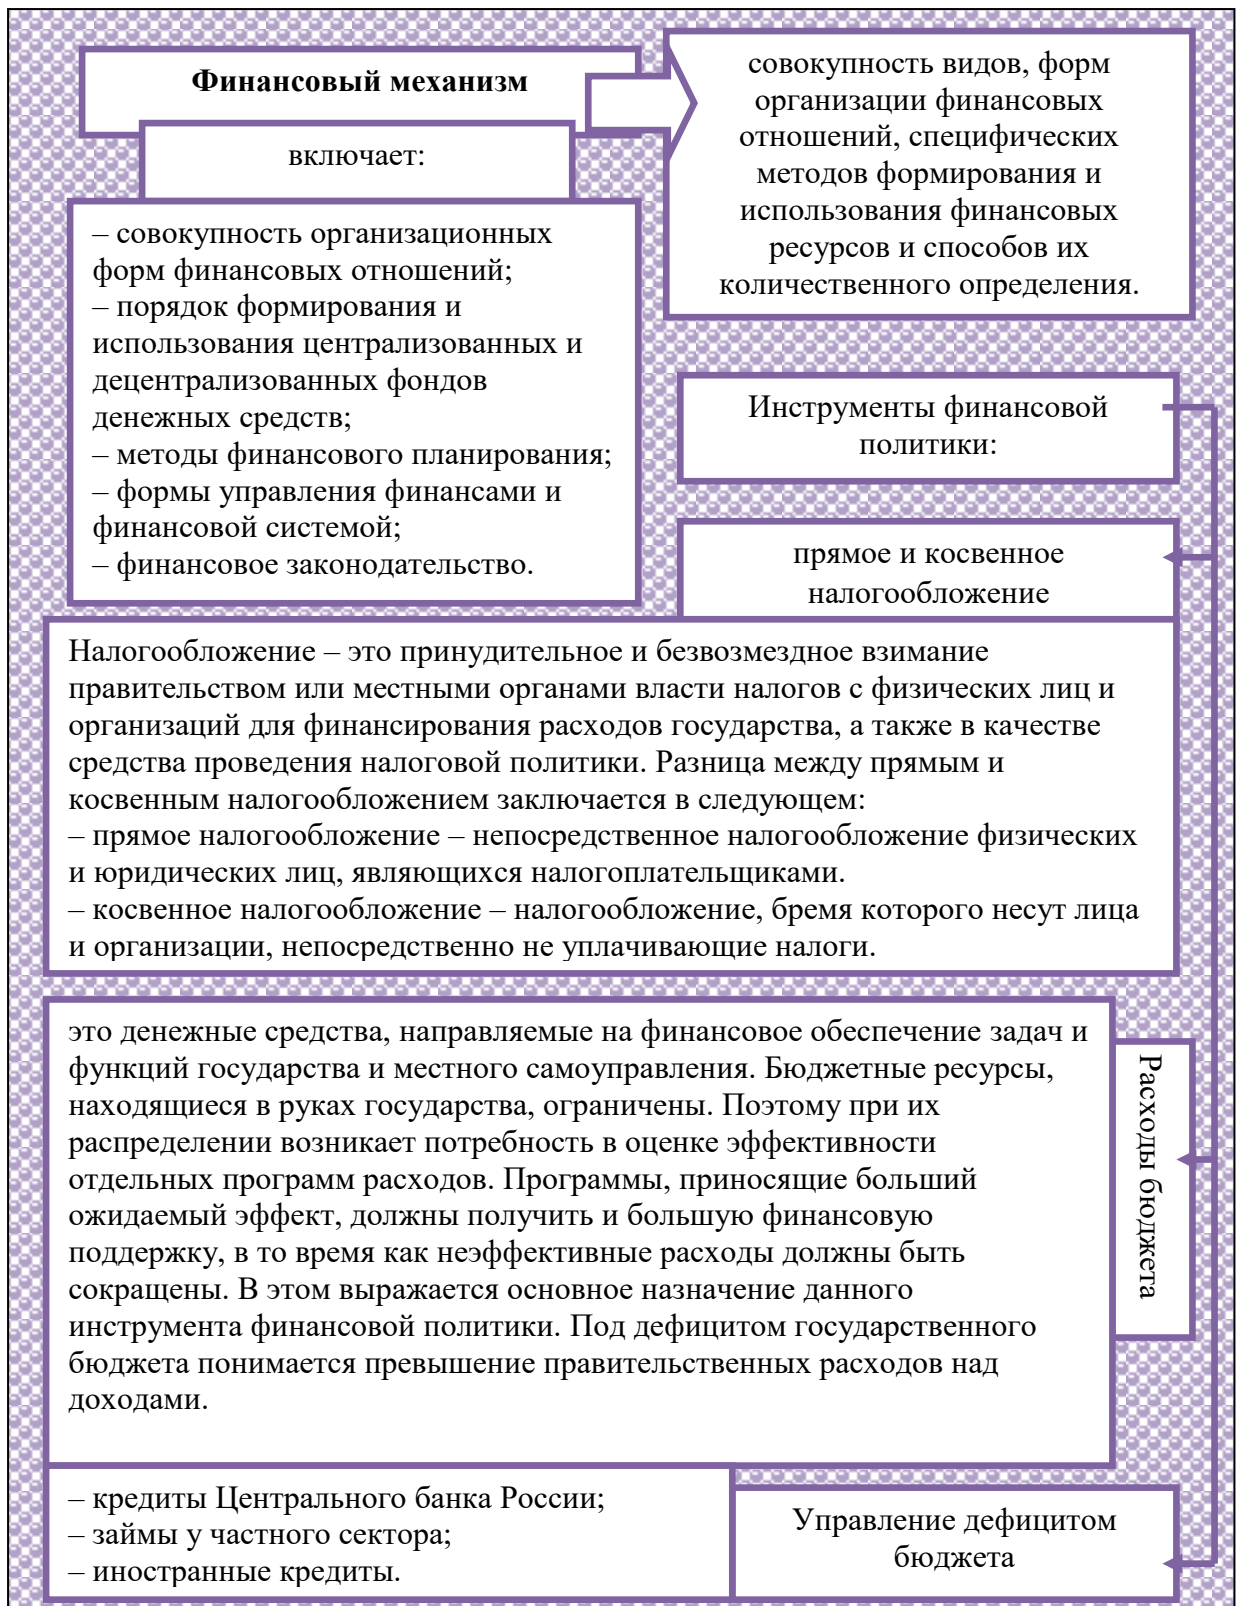 Финансовый механизм
совокупность видов, форм
организации финансовых
отношений, специфических
методов формирования и
использования финансовых
ресурсов и способов их
количественного определения.
включает:
– совокупность организационных
форм финансовых отношений;
– порядок формирования и
использования централизованных и
децентрализованных фондов
денежных средств;
– методы финансового планирования;
– формы управления финансами и
финансовой системой;
– финансовое законодательство.
Инструменты финансовой
политики:
прямое и косвенное
налогообложение
Налогообложение – это принудительное и безвозмездное взимание
правительством или местными органами власти налогов с физических лиц и
организаций для финансирования расходов государства, а также в качестве
средства проведения налоговой политики. Разница между прямым и
косвенным налогообложением заключается в следующем:
– прямое налогообложение – непосредственное налогообложение физических
и юридических лиц, являющихся налогоплательщиками.
– косвенное налогообложение – налогообложение, бремя которого несут лица
и организации, непосредственно не уплачивающие налоги.
Расходы бюджета
это денежные средства, направляемые на финансовое обеспечение задач и
функций государства и местного самоуправления. Бюджетные ресурсы,
находящиеся в руках государства, ограничены. Поэтому при их
распределении возникает потребность в оценке эффективности
отдельных программ расходов. Программы, приносящие больший
ожидаемый эффект, должны получить и большую финансовую
поддержку, в то время как неэффективные расходы должны быть
сокращены. В этом выражается основное назначение данного
инструмента финансовой политики. Под дефицитом государственного
бюджета понимается превышение правительственных расходов над
доходами.
Управление дефицитом
бюджета
– кредиты Центрального банка России;
– займы у частного сектора;
– иностранные кредиты.